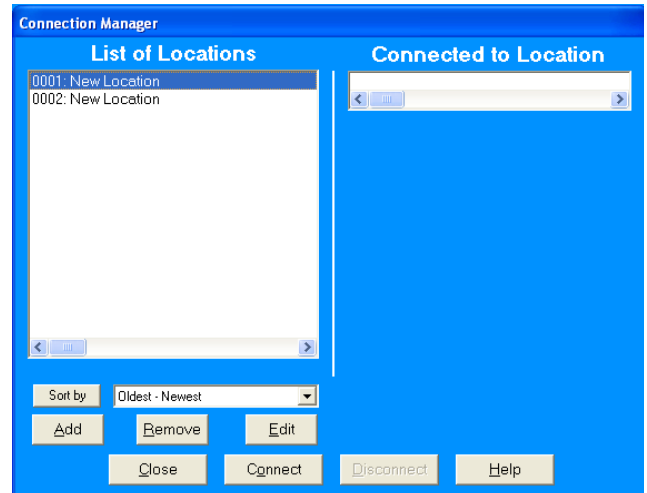 Connection Manager
List of Locations
Connected to Location
0001: New Location
0002: New Location
Sort by
Oldest - Newest
Add
Remove
Edit
Close
Connect
Disconnect
Help